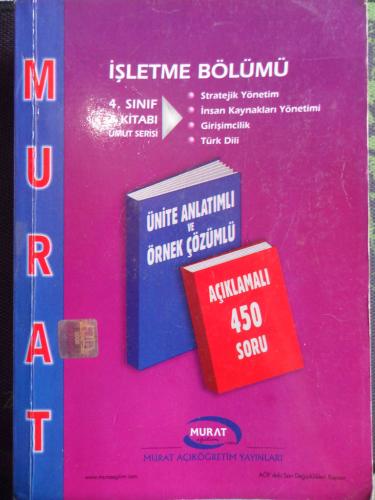 MURAT
İŞLETME BÖLÜMÜ
4. SINIF
KİTABI
UMUT SERİSİ
• Stratejik Yönetim
• İnsan Kaynakları Yönetimi
• Girişimcilik
• Türk Dili
ÜNİTE ANLATIMLI
VE
ÖRNEK ÇÖZÜMLÜ
AÇIKLAMALI
450
SORU
MURAT
eğitim
MURAT AÇIKÖĞRETİM YAYINLARI